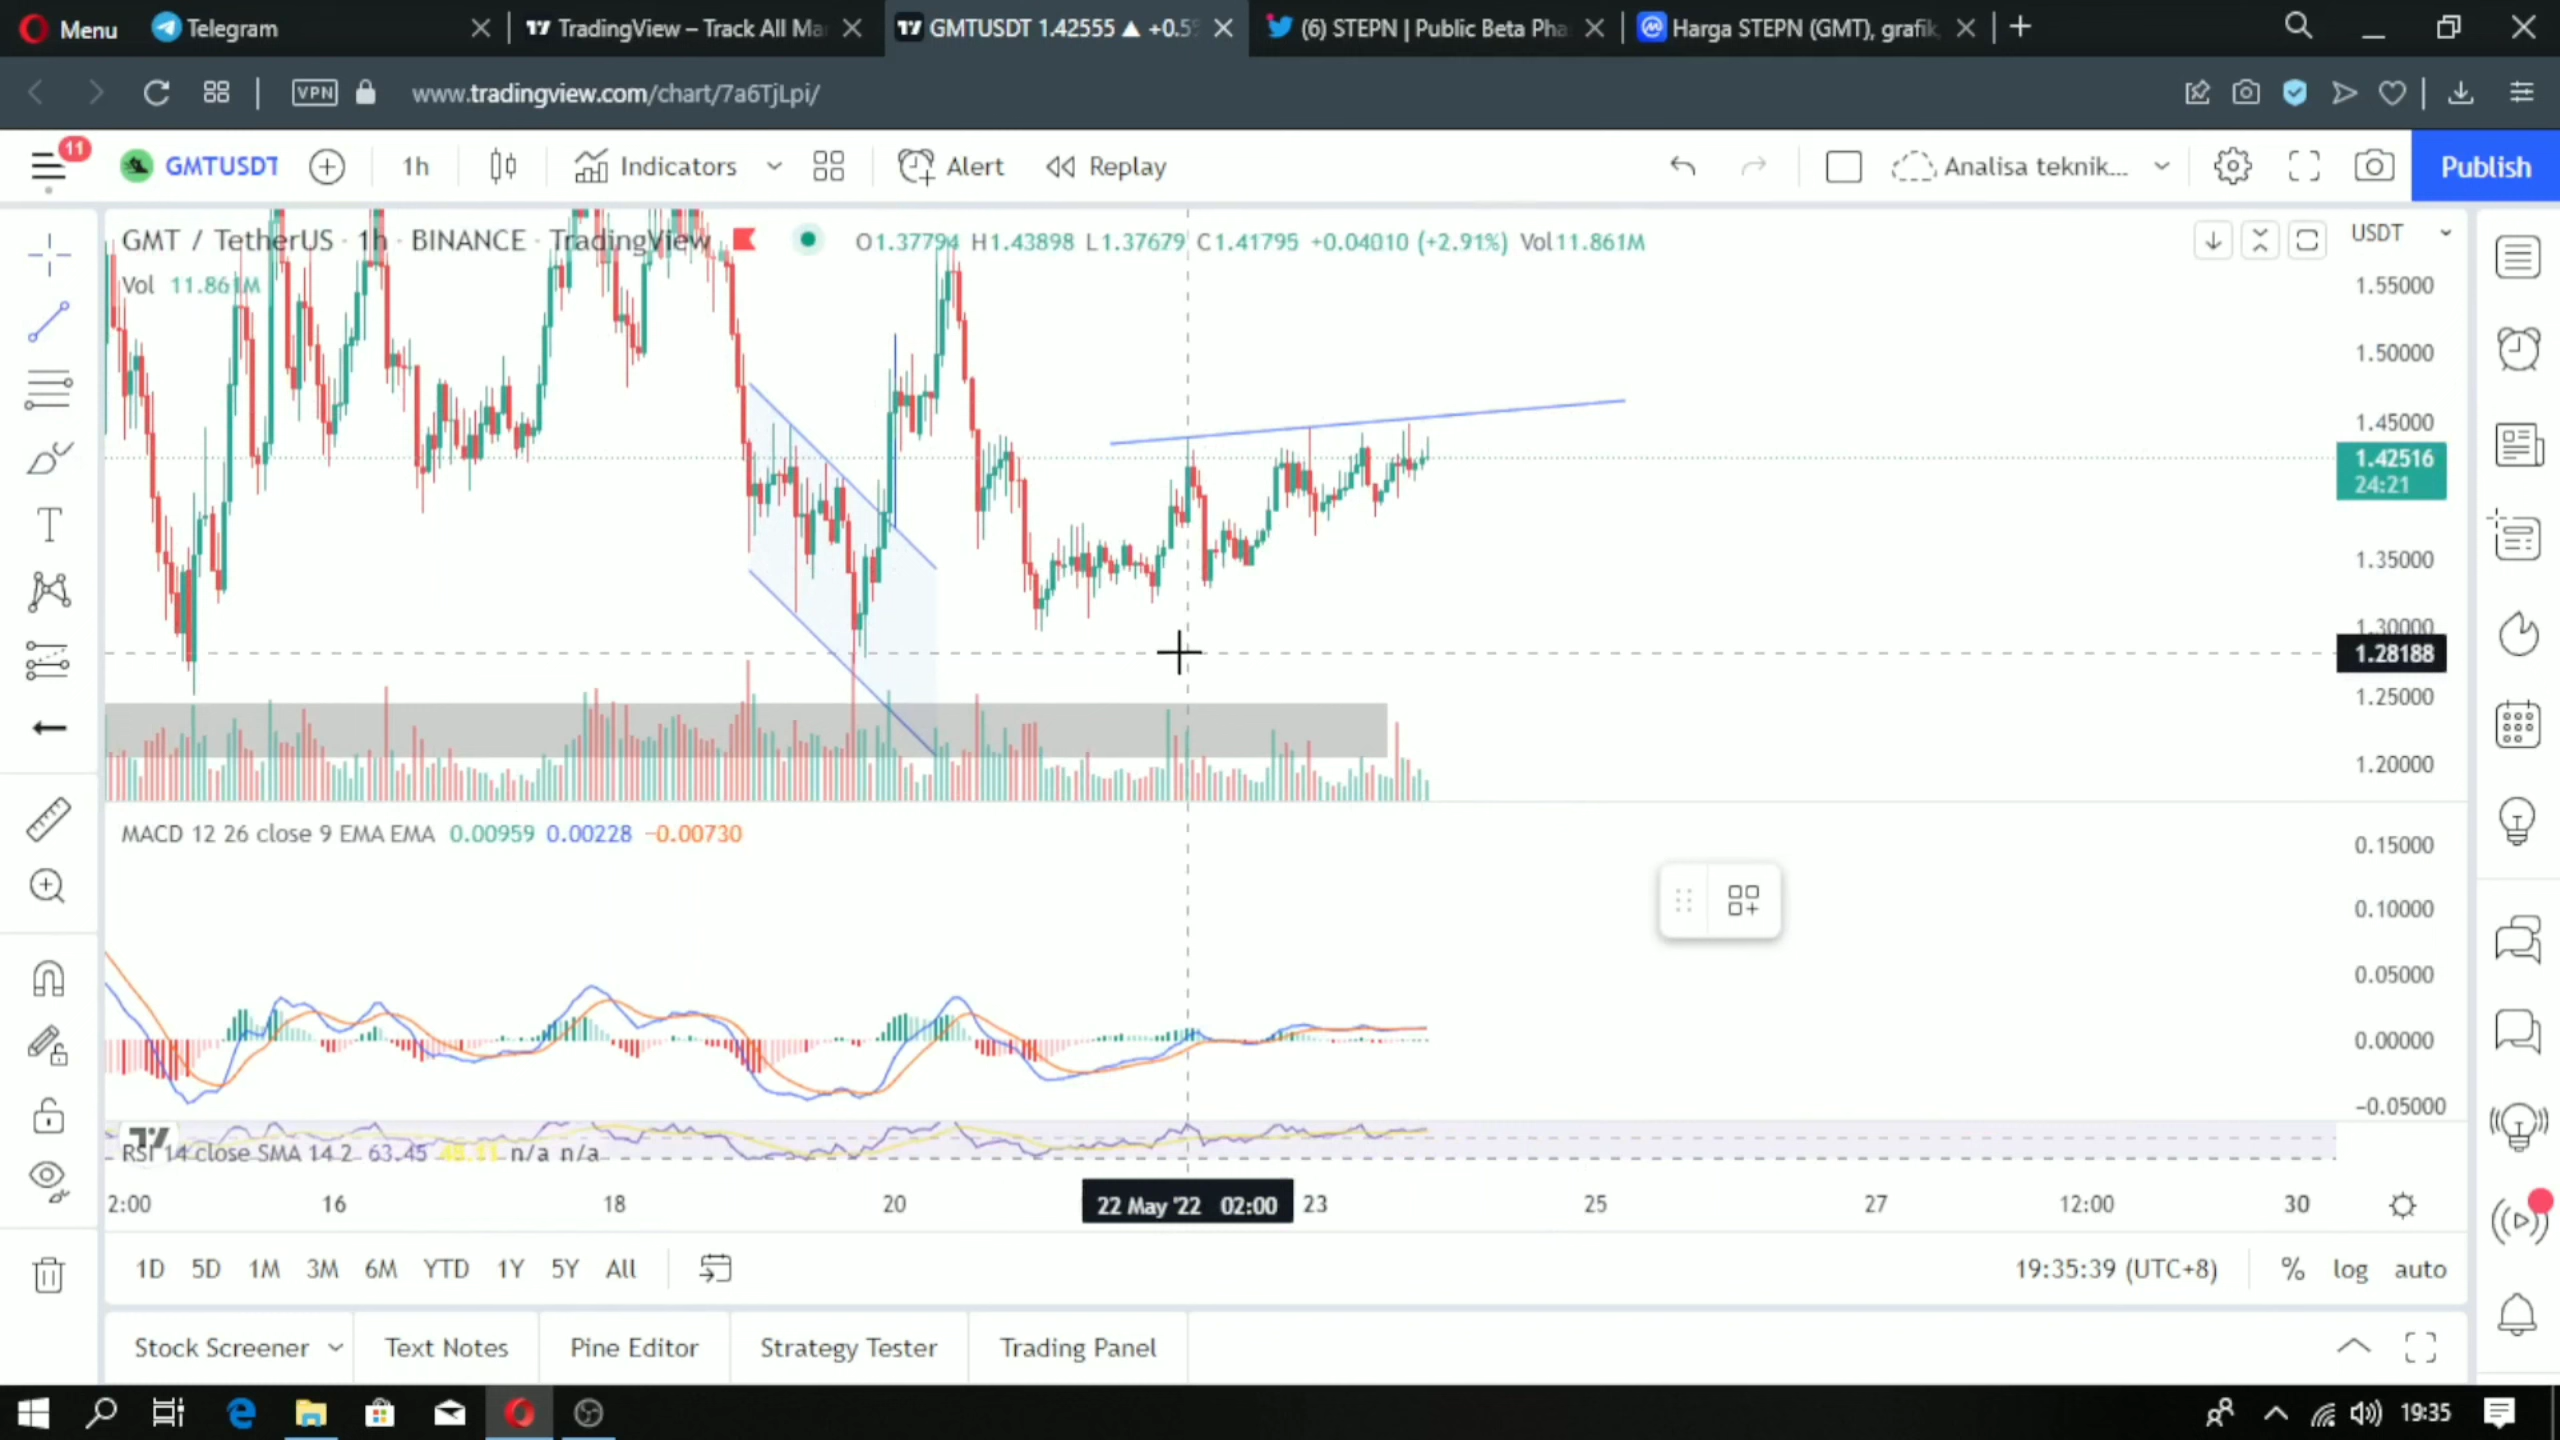 Menu Telegram TradingView – Track All Ma GMTUSDT 1.42555 ▲ +0.5 (6) STEPN | Public Beta Pha Harga STEPN (GMT), grafik,
VPN www.tradingview.com/chart/7a6TjLpi/
11 GMTUSDT 1h Indicators Alert Replay Analisa teknik... Publish
GMT / TetherUS · 1h · BINANCE · TradingView O1.37794 H1.43898 L1.37679 C1.41795 +0.04010 (+2.91%) Vol11.861M USDT
Vol 11.861M 1.55000
1.50000
1.45000
1.42516
24:21
1.35000
1.30000
1.28188
1.25000
1.20000
MACD 12 26 close 9 EMA EMA 0.00959 0.00228 −0.00730 0.15000
0.10000
0.05000
0.00000
−0.05000
RSI 14 close SMA 14 2 63.45 48.11 n/a n/a
2:00 16 18 20 22 May '22 02:00 23 25 27 12:00 30
1D 5D 1M 3M 6M YTD 1Y 5Y All 19:35:39 (UTC+8) % log auto
Stock Screener Text Notes Pine Editor Strategy Tester Trading Panel
19:35